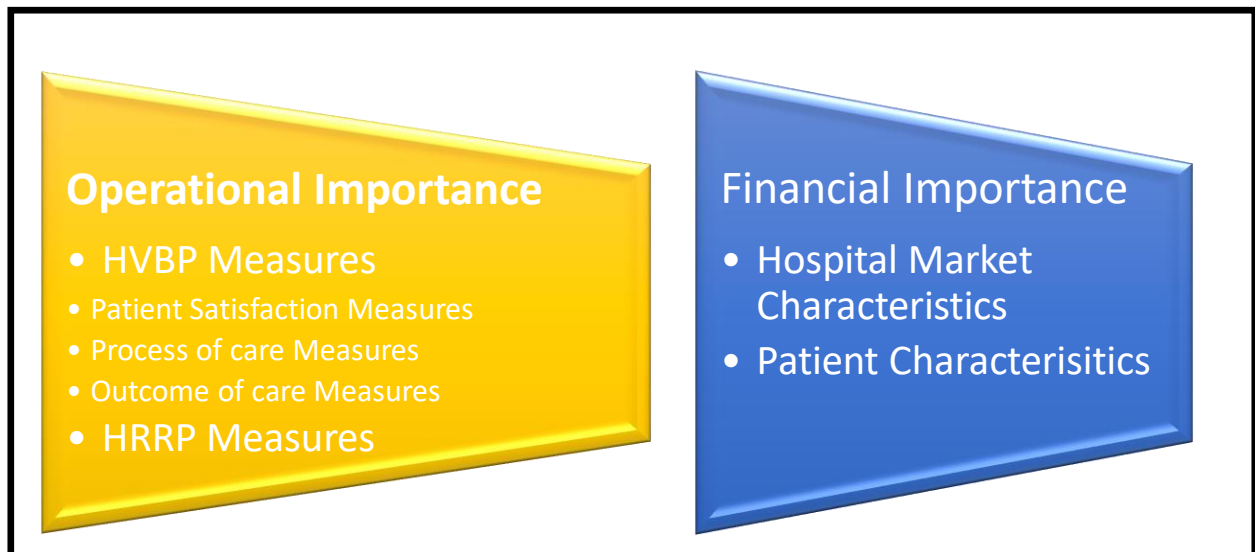 Operational Importance
• HVBP Measures
• Patient Satisfaction Measures
• Process of care Measures
• Outcome of care Measures
• HRRP Measures
Financial Importance
• Hospital Market
Characteristics
• Patient Characterisitics